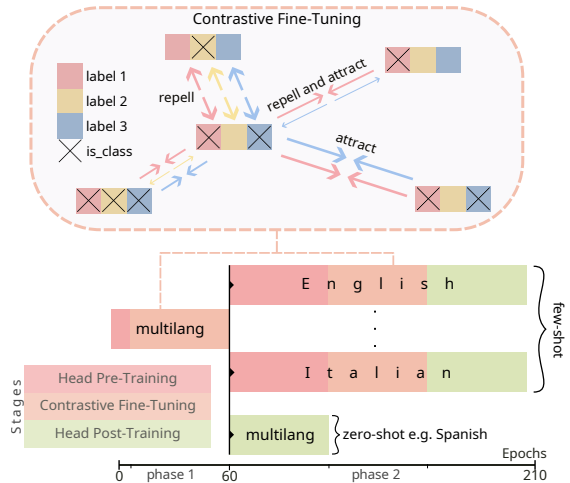 Contrastive Fine-Tuning
label 1
label 2
label 3
is_class
repell
repell and attract
attract
English
multilang
Italian
few-shot
Stages
Head Pre-Training
Contrastive Fine-Tuning
Head Post-Training
multilang
zero-shot e.g. Spanish
Epochs
0
phase 1
60
phase 2
210